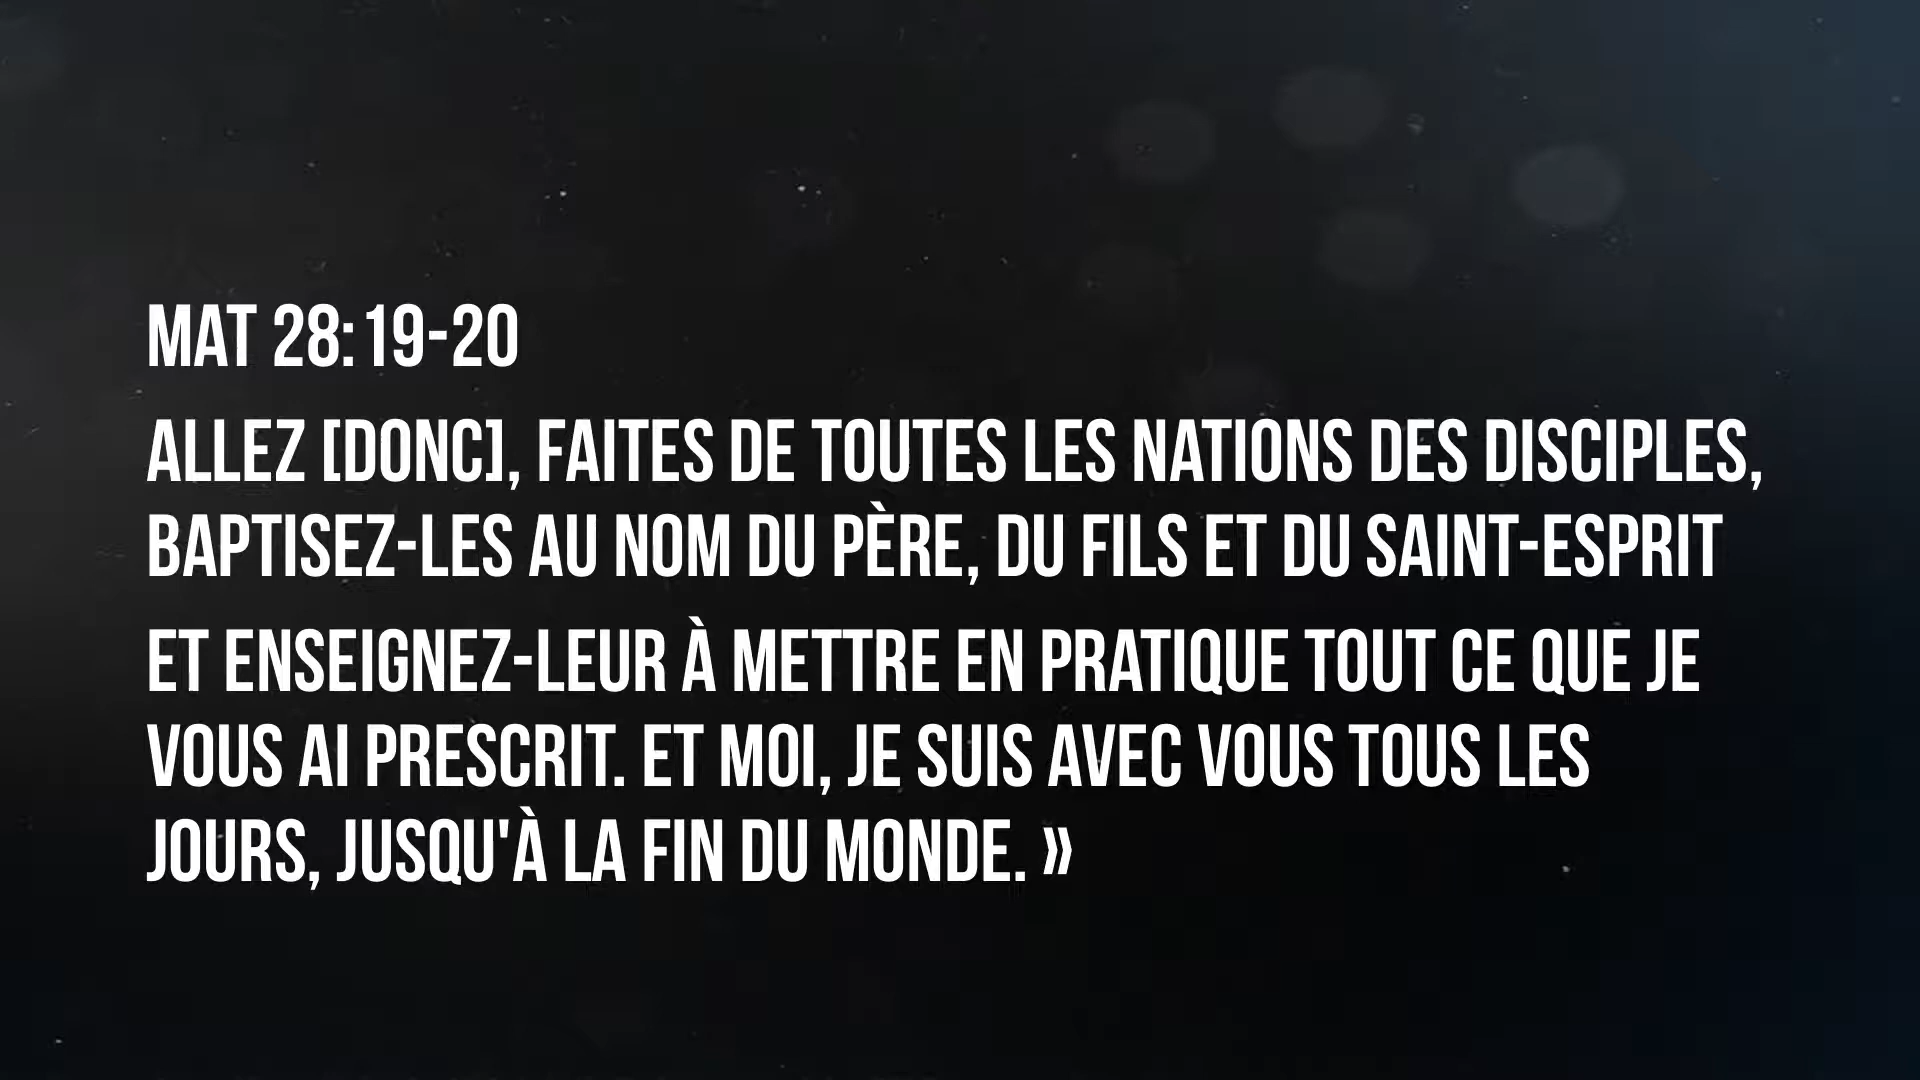 MAT 28:19-20
ALLEZ [DONC], FAITES DE TOUTES LES NATIONS DES DISCIPLES,
BAPTISEZ-LES AU NOM DU PÈRE, DU FILS ET DU SAINT-ESPRIT
ET ENSEIGNEZ-LEUR À METTRE EN PRATIQUE TOUT CE QUE JE
VOUS AI PRESCRIT. ET MOI, JE SUIS AVEC VOUS TOUS LES
JOURS, JUSQU'À LA FIN DU MONDE. »